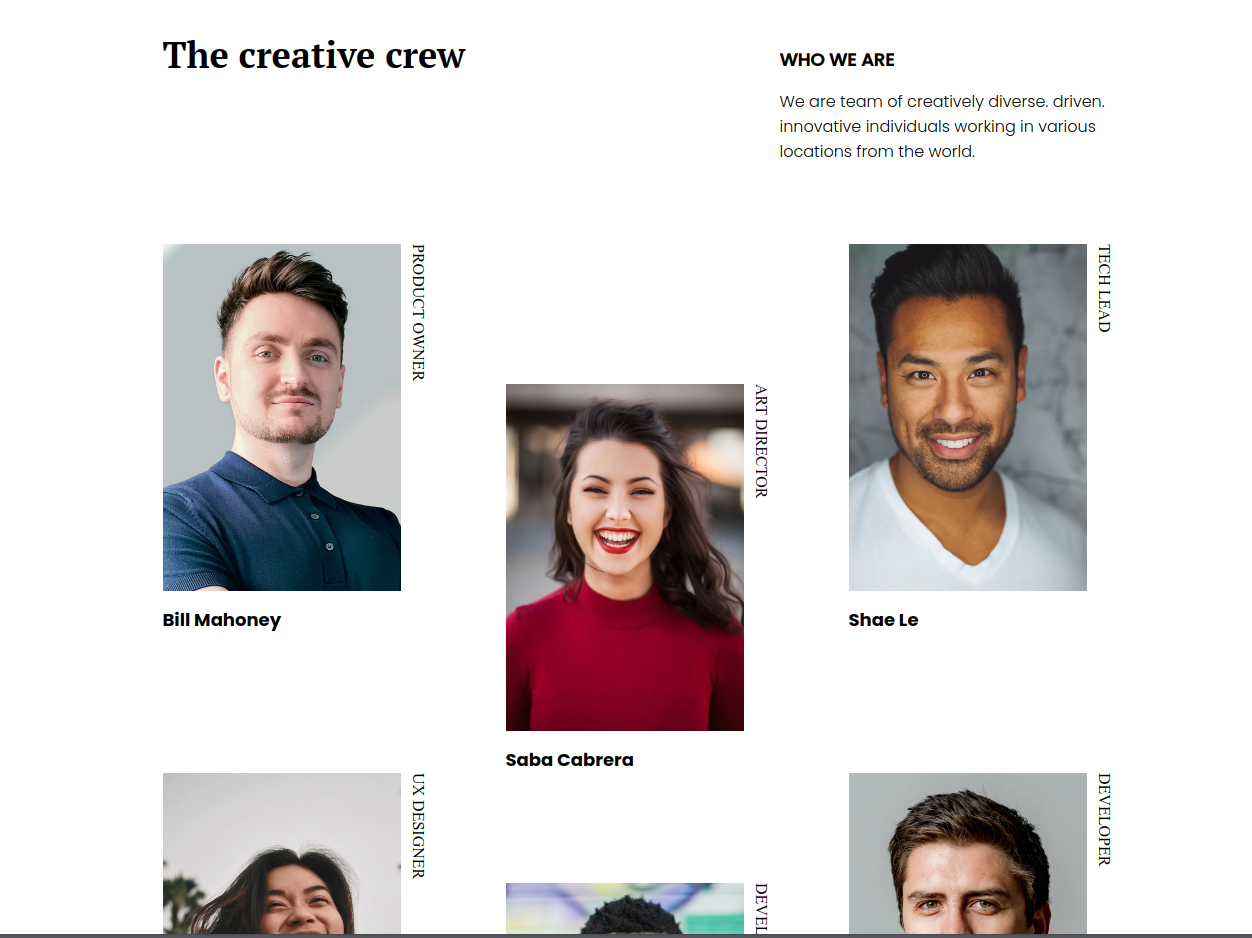 The creative crew
WHO WE ARE
We are team of creatively diverse. driven.
innovative individuals working in various
locations from the world.
PRODUCT OWNER
Bill Mahoney
ART DIRECTOR
Saba Cabrera
TECH LEAD
Shae Le
UX DESIGNER
DEVEL
DEVELOPER